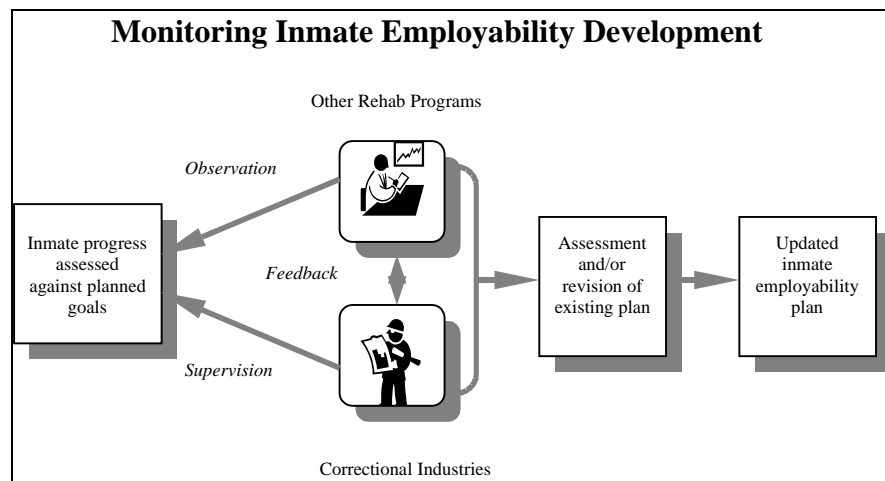 Monitoring Inmate Employability Development
Other Rehab Programs
Observation
Inmate progress
assessed
against planned
goals
Feedback
Assessment
and/or
revision of
existing plan
Updated
inmate
employability
plan
Supervision
Correctional Industries